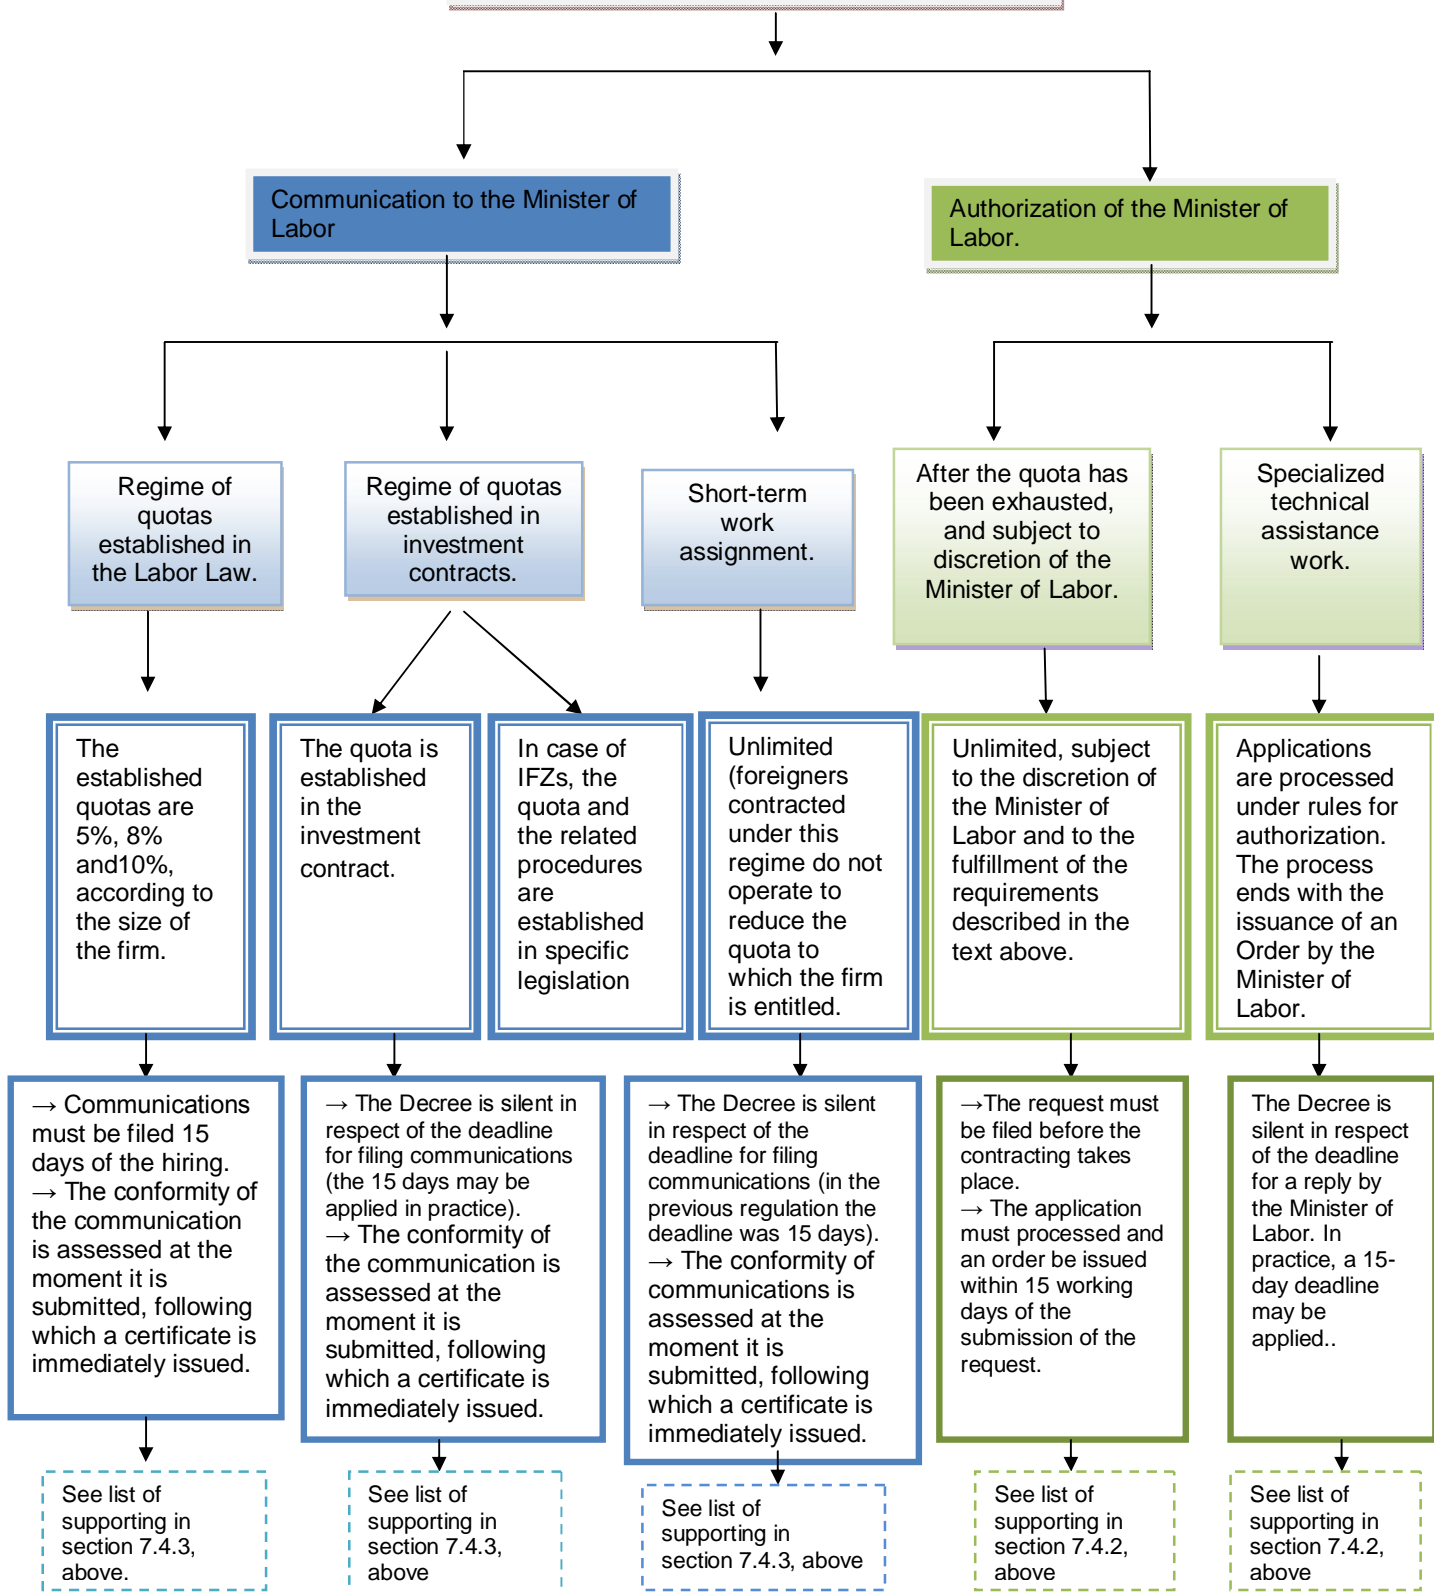 Communication to the Minister of
Labor
Authorization of the Minister of
Labor.
Regime of
quotas
established in
the Labor Law.
Regime of quotas
established in
investment
contracts.
Short-term
work
assignment.
After the quota has
been exhausted,
and subject to
discretion of the
Minister of Labor.
Specialized
technical
assistance
work.
The
established
quotas are
5%, 8%
and10%,
according to
the size of
the firm.
The quota is
established
in the
investment
contract.
In case of
IFZs, the
quota and
the related
procedures
are
established
in specific
legislation
Unlimited
(foreigners
contracted
under this
regime do not
operate to
reduce the
quota to
which the firm
is entitled.
Unlimited, subject
to the discretion of
the Minister of
Labor and to the
fulfillment of the
requirements
described in the
text above.
Applications
are processed
under rules for
authorization.
The process
ends with the
issuance of an
Order by the
Minister of
Labor.
→ Communications
must be filed 15
days of the hiring.
→ The conformity of
the communication
is assessed at the
moment it is
submitted, following
which a certificate is
immediately issued.
→ The Decree is silent in
respect of the deadline
for filing communications
(the 15 days may be
applied in practice).
→ The conformity of
the communication is
assessed at the
moment it is
submitted, following
which a certificate is
immediately issued.
→ The Decree is silent
in respect of the
deadline for filing
communications (in the
previous regulation the
deadline was 15 days).
→ The conformity of
communications is
assessed at the
moment it is
submitted, following
which a certificate is
immediately issued.
→The request must
be filed before the
contracting takes
place.
→ The application
must processed and
an order be issued
within 15 working
days of the
submission of the
request.
The Decree is
silent in respect
of the deadline
for a reply by
the Minister of
Labor. In
practice, a 15-
day deadline
may be
applied..
See list of
supporting in
section 7.4.3,
above.
See list of
supporting in
section 7.4.3,
above
See list of
supporting in
section 7.4.3, above
See list of
supporting in
section 7.4.2,
above
See list of
supporting in
section 7.4.2,
above